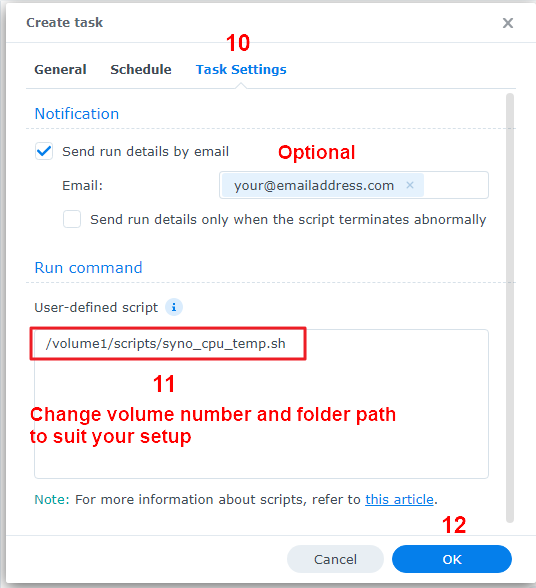 Create task
10
General Schedule Task Settings
Notification
Send run details by email
Optional
Email: your@emailaddress.com ×
Send run details only when the script terminates abnormally
Run command
User-defined script i
/volume1/scripts/syno_cpu_temp.sh
11
Change volume number and folder path
to suit your setup
Note: For more information about scripts, refer to this article.
12
Cancel OK